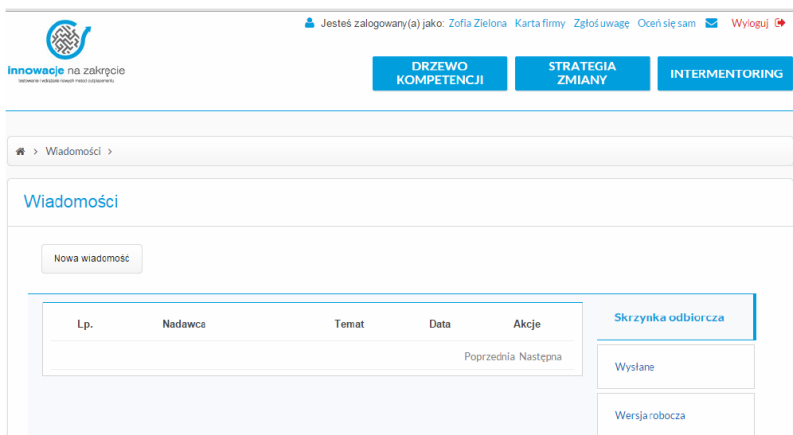 Jesteś zalogowany(a) jako: Zofia Zielona Karta firmy Zgłoś uwagę Oceń się sam Wyloguj
innowacje na zakręcie
DRZEWO
KOMPETENCJI
STRATEGIA
ZMIANY
INTERMENTORING
> Wiadomości >
Wiadomości
Nowa wiadomość
Lp. Nadawca Temat Data Akcje
Poprzednia Następna
Skrzynka odbiorcza
Wysłane
Wersja robocza